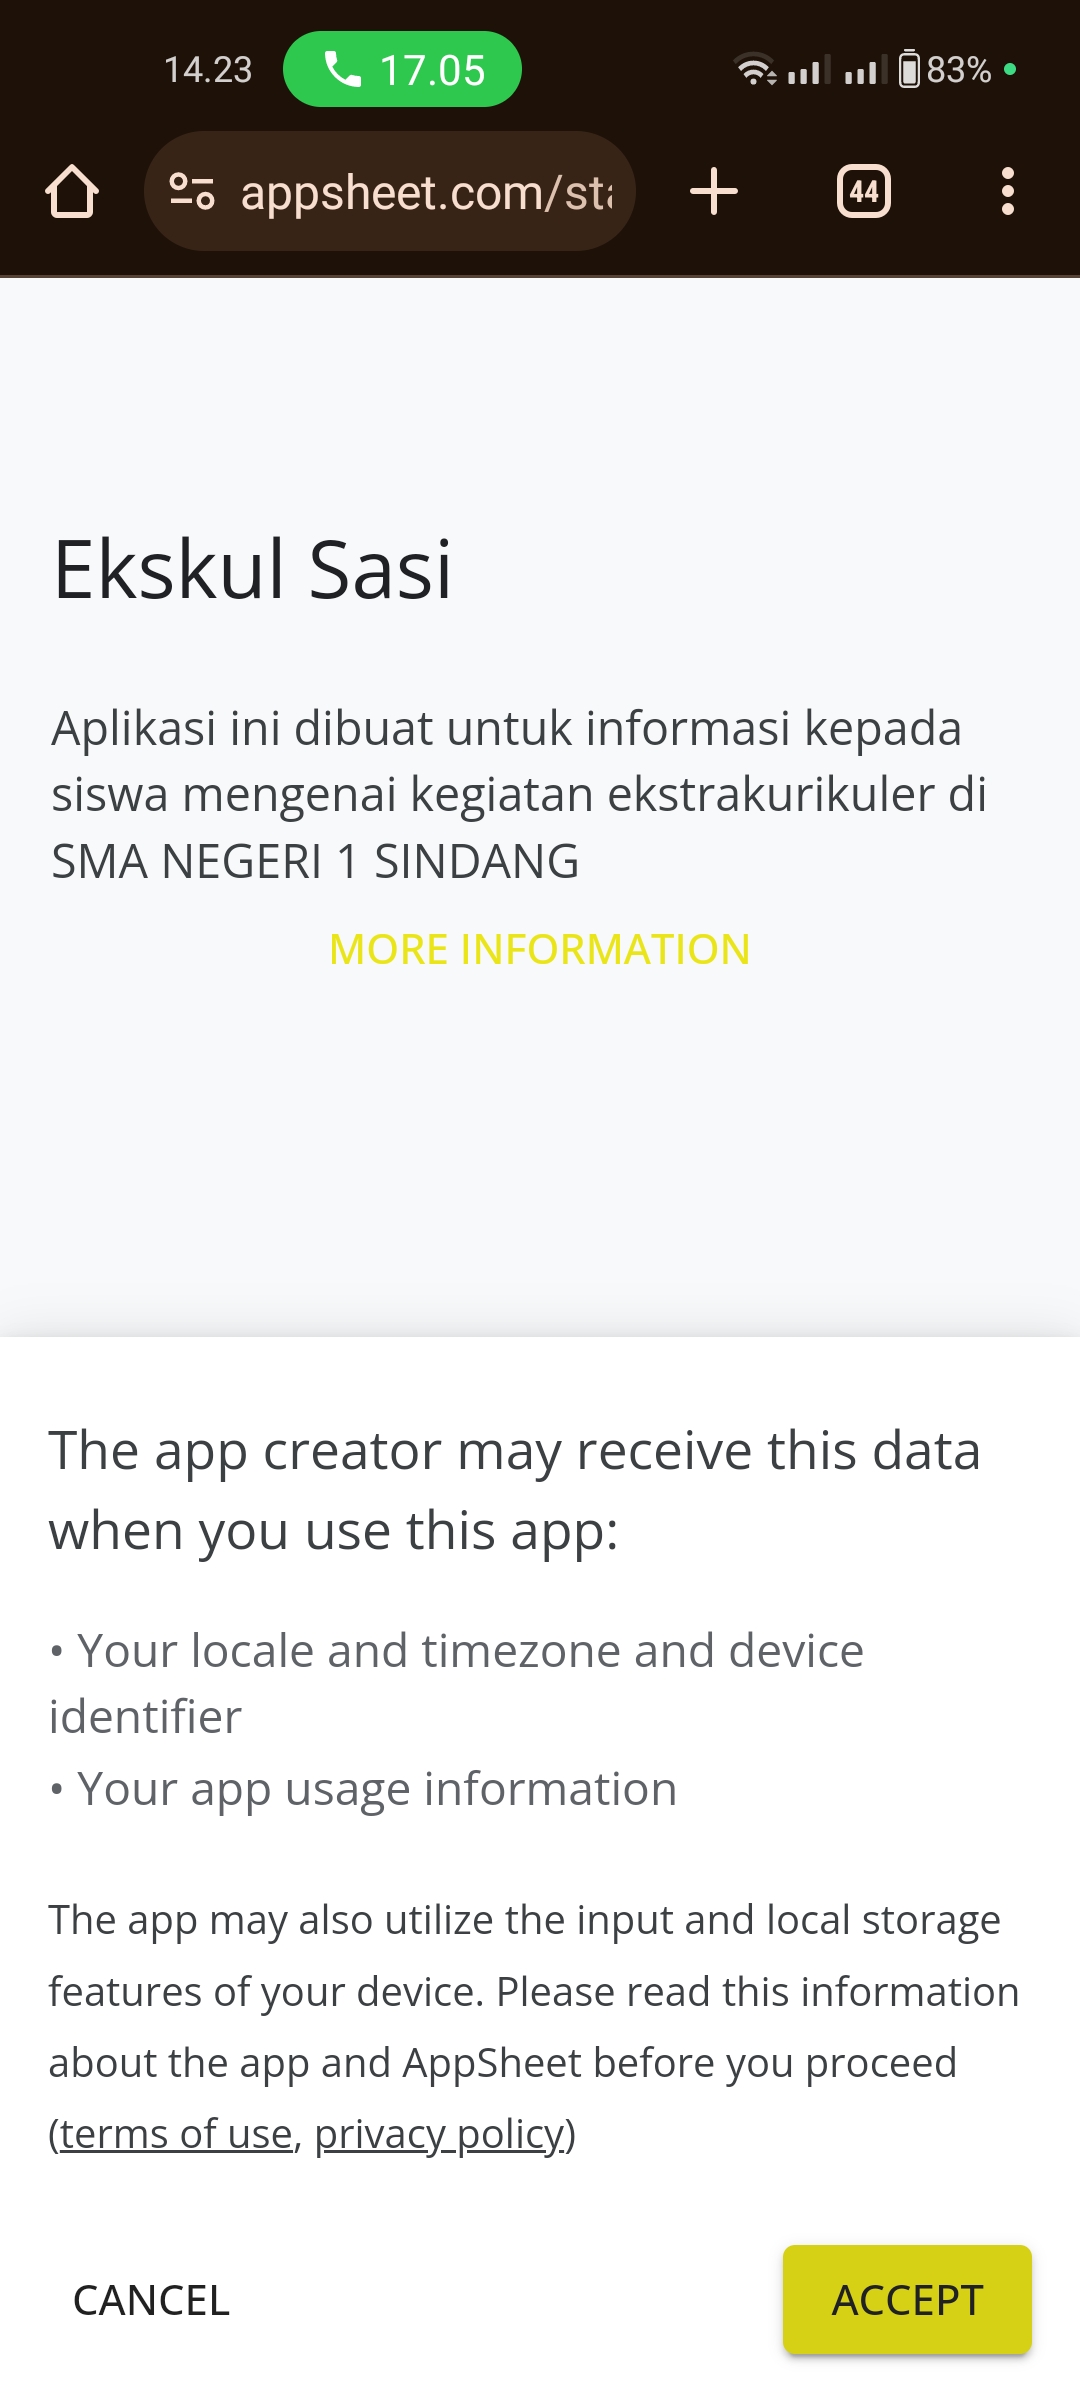 14.23 17.05 83%
appsheet.com/sta 44
Ekskul Sasi
Aplikasi ini dibuat untuk informasi kepada
siswa mengenai kegiatan ekstrakurikuler di
SMA NEGERI 1 SINDANG
MORE INFORMATION
The app creator may receive this data
when you use this app:
• Your locale and timezone and device
identifier
• Your app usage information
The app may also utilize the input and local storage
features of your device. Please read this information
about the app and AppSheet before you proceed
(terms of use, privacy policy)
CANCEL ACCEPT